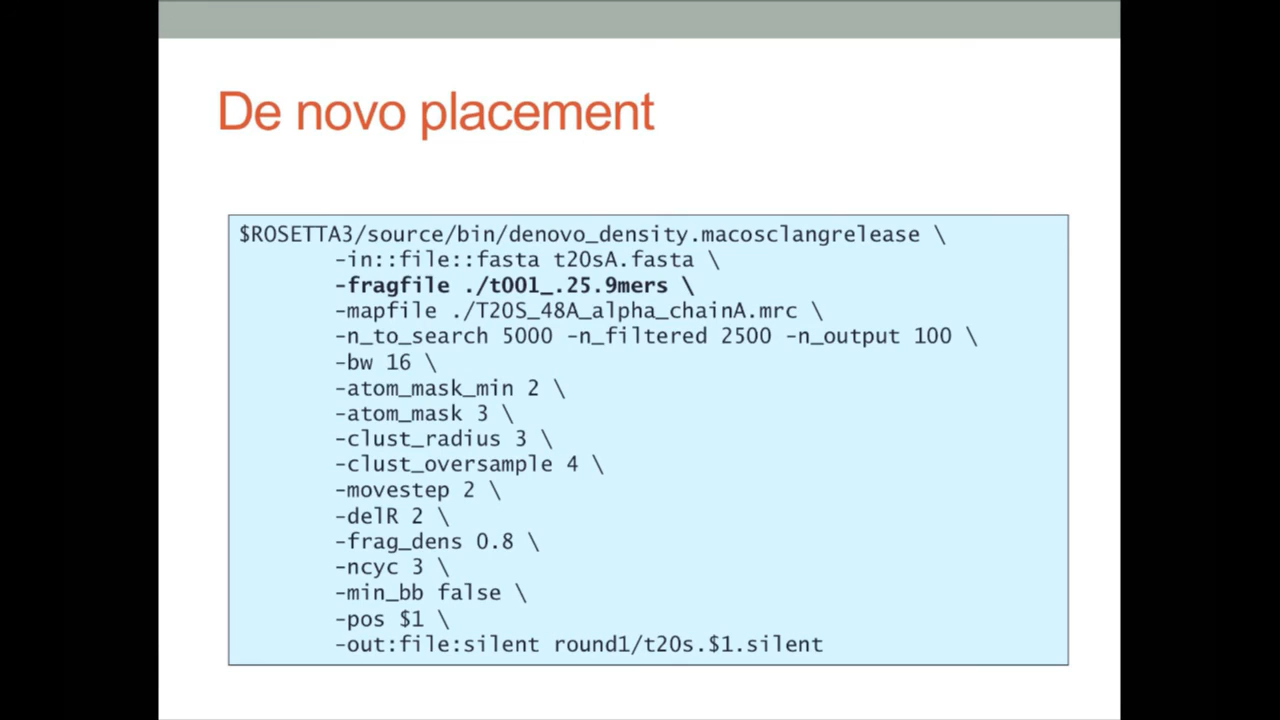 De novo placement
$ROSETTA3/source/bin/denovo_density.macosclangrelease \
-in::file::fasta t20sA.fasta \
-fragfile ./t001_.25.9mers \
-mapfile ./T20S_48A_alpha_chainA.mrc \
-n_to_search 5000 -n_filtered 2500 -n_output 100 \
-bw 16 \
-atom_mask_min 2 \
-atom_mask 3 \
-clust_radius 3 \
-clust_oversample 4 \
-movestep 2 \
-delR 2 \
-frag_dens 0.8 \
-ncyc 3 \
-min_bb false \
-pos $1 \
-out:file:silent round1/t20s.$1.silent